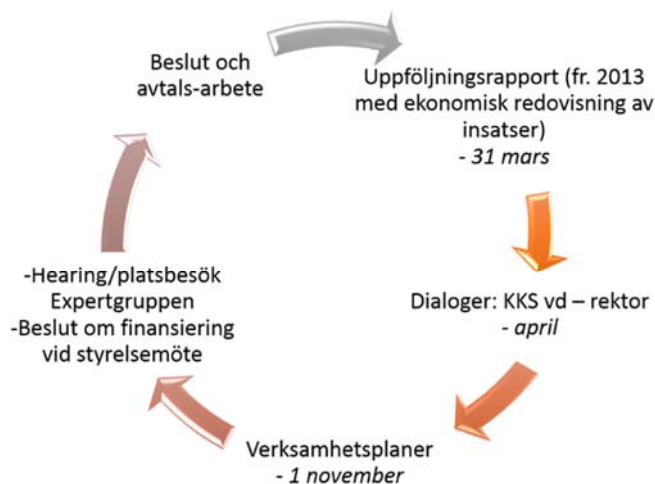 Beslut och
avtals-arbete
Uppföljningsrapport (fr. 2013
med ekonomisk redovisning av
insatser)
- 31 mars
Dialoger: KKS vd – rektor
- april
Verksamhetsplaner
- 1 november
-Hearing/platsbesök
Expertgruppen
-Beslut om finansiering
vid styrelsemöte